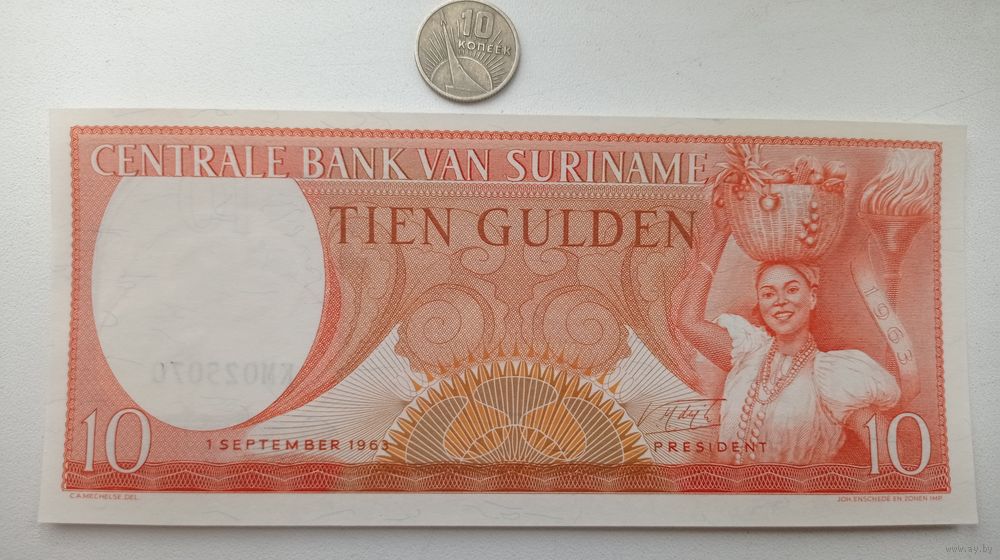 10
КОПЕЕК
CENTRALE BANK VAN SURINAME
TIEN GULDEN
1963
10
1 SEPTEMBER 1963
PRESIDENT
10
C.A. MECHELSE. DEL.
JOH. ENSCHEDÉ EN ZONEN IMP.
www.ay.by